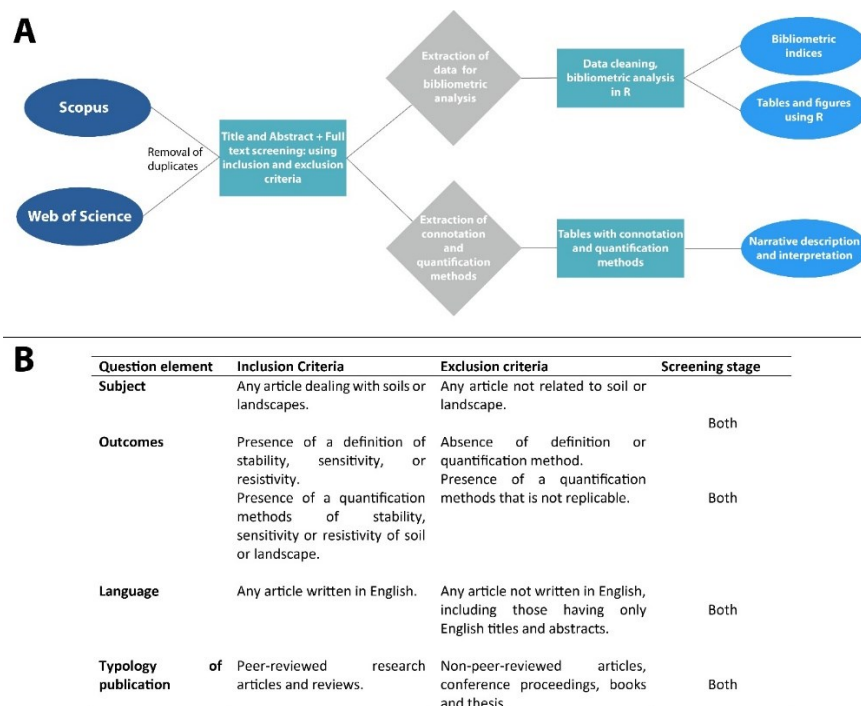 A
Scopus
Web of Science
Removal of
duplicates
Title and Abstract + Full
text screening: using
inclusion and exclusion
criteria
Extraction of
data for
bibliometric
analysis
Data cleaning,
bibliometric analysis
in R
Bibliometric
indices
Tables and figures
using R
Extraction of
connotation
and
quantification
methods
Tables with connotation
and quantification
methods
Narrative description
and interpretation
B
Question element Inclusion Criteria Exclusion criteria Screening stage
Subject Any article dealing with soils or Any article not related to soil or
landscapes. landscape.
Both
Outcomes Presence of a definition of Absence of definition or
stability, sensitivity, or quantification method.
resistivity. Presence of a quantification
Presence of a quantification methods that is not replicable. Both
methods of stability,
sensitivity or resistivity of soil
or landscape.
Language Any article written in English. Any article not written in English,
including those having only Both
English titles and abstracts.
Typology of Peer-reviewed research Non-peer-reviewed articles,
publication articles and reviews. conference proceedings, books Both
and thesis